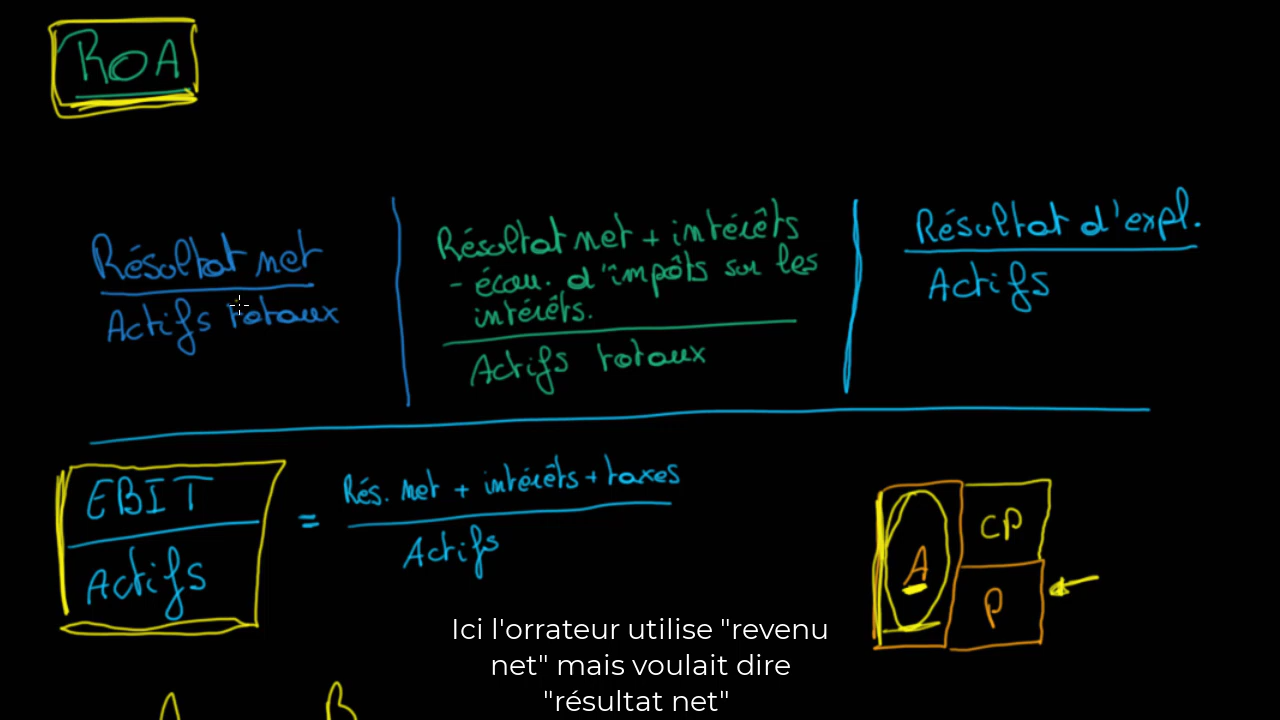 ROA
Résultat net
Actifs totaux
Résultat net + intérêts
- écon. d'impôts sur les
intérêts.
Actifs totaux
Résultat d'expl.
Actifs
EBIT
Actifs
=
Rés. net + intérêts + taxes
Actifs
A
CP
P
A
B
Ici l'orrateur utilise "revenu
net" mais voulait dire
"résultat net"